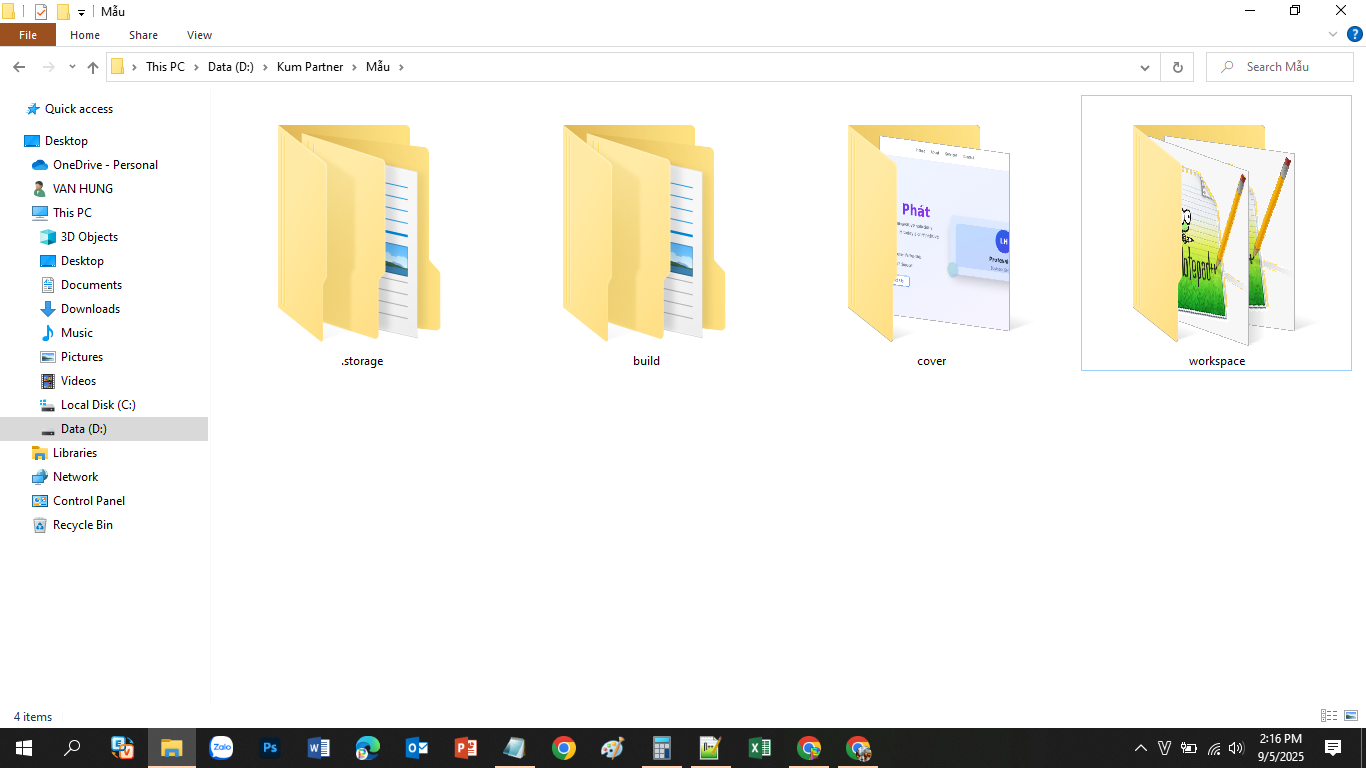 Mẫu
File Home Share View
This PC Data (D:) Kum Partner Mẫu
Search Mẫu
Quick access
Desktop
OneDrive - Personal
VAN HUNG
This PC
3D Objects
Desktop
Documents
Downloads
Music
Pictures
Videos
Local Disk (C:)
Data (D:)
Libraries
Network
Control Panel
Recycle Bin
Phát
LH
.storage
build
cover
workspace
4 items
Zalo
Ps
2:16 PM
9/5/2025